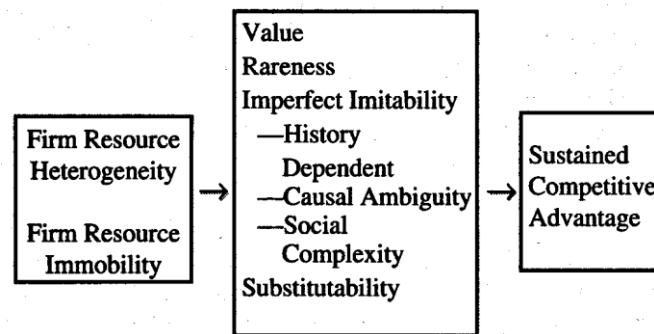 Firm Resource
Heterogeneity
Firm Resource
Immobility
Value
Rareness
Imperfect Imitability
—History
Dependent
—Causal Ambiguity
—Social
Complexity
Substitutability
Sustained
Competitive
Advantage